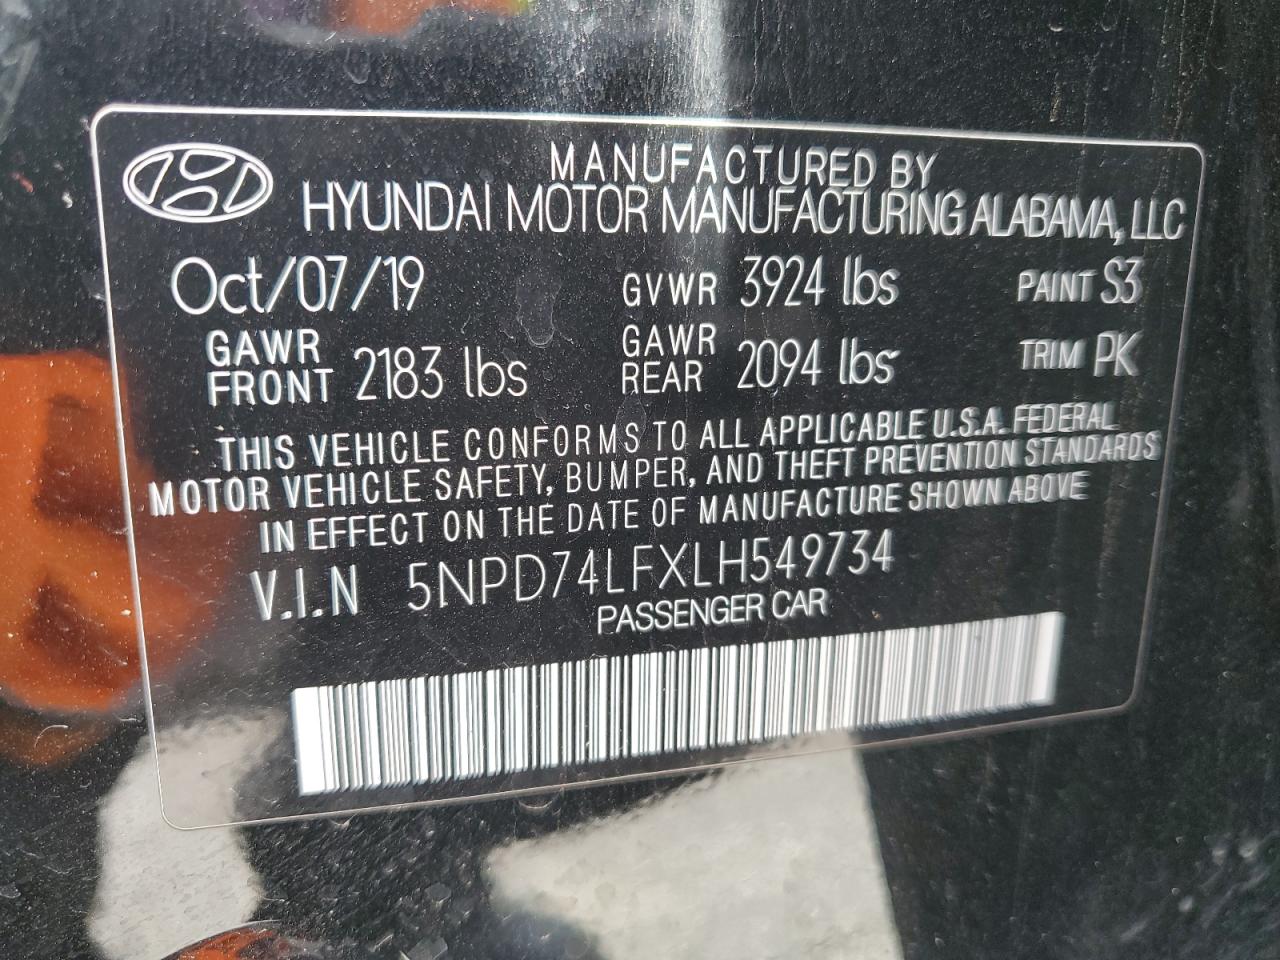 MANUFACTURED BY
HYUNDAI MOTOR MANUFACTURING ALABAMA, LLC
Oct/07/19 GVWR 3924 lbs PAINT S3
GAWR FRONT 2183 lbs GAWR REAR 2094 lbs TRIM PK
THIS VEHICLE CONFORMS TO ALL APPLICABLE U.S.A. FEDERAL
MOTOR VEHICLE SAFETY, BUMPER, AND THEFT PREVENTION STANDARDS
IN EFFECT ON THE DATE OF MANUFACTURE SHOWN ABOVE
V.I.N 5NPD74LFXLH549734
PASSENGER CAR